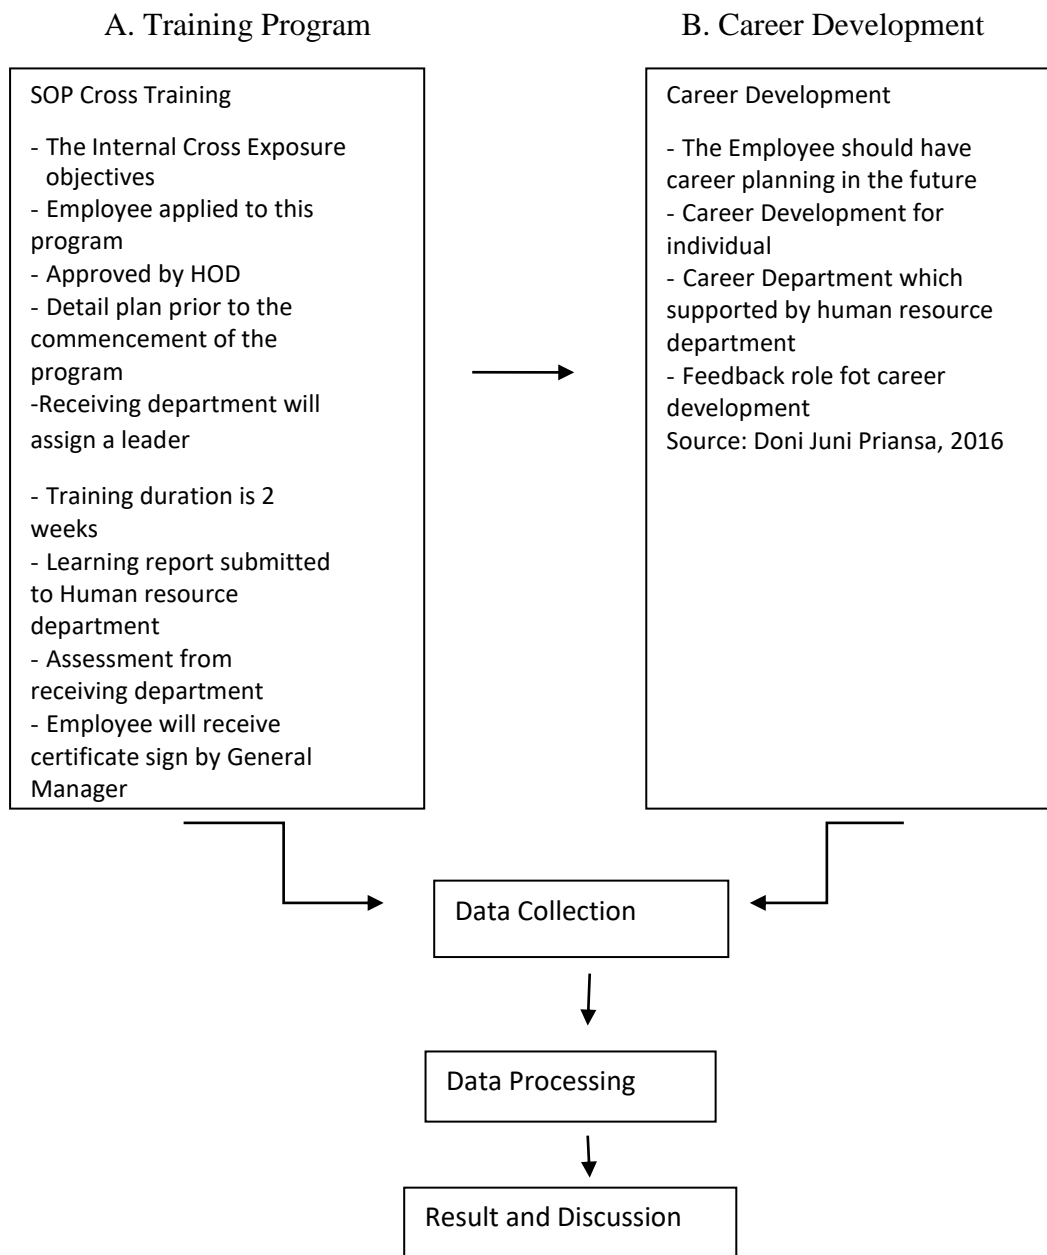 A. Training Program
SOP Cross Training
- The Internal Cross Exposure
objectives
- Employee applied to this
program
- Approved by HOD
- Detail plan prior to the
commencement of the
program
-Receiving department will
assign a leader
- Training duration is 2
weeks
- Learning report submitted
to Human resource
department
- Assessment from
receiving department
- Employee will receive
certificate sign by General
Manager
B. Career Development
Career Development
- The Employee should have
career planning in the future
- Career Development for
individual
- Career Department which
supported by human resource
department
- Feedback role fot career
development
Source: Doni Juni Priansa, 2016
Data Collection
Data Processing
Result and Discussion